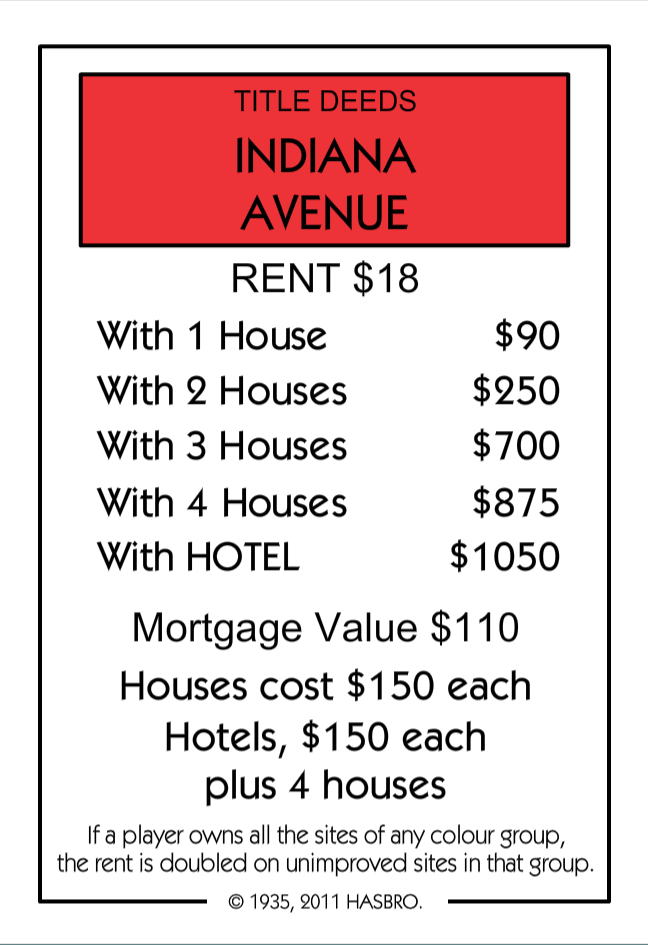 TITLE DEEDS
INDIANA
AVENUE
RENT $18
With 1 House $90
With 2 Houses $250
With 3 Houses $700
With 4 Houses $875
With HOTEL $1050
Mortgage Value $110
Houses cost $150 each
Hotels, $150 each
plus 4 houses
If a player owns all the sites of any colour group,
the rent is doubled on unimproved sites in that group.
© 1935, 2011 HASBRO.